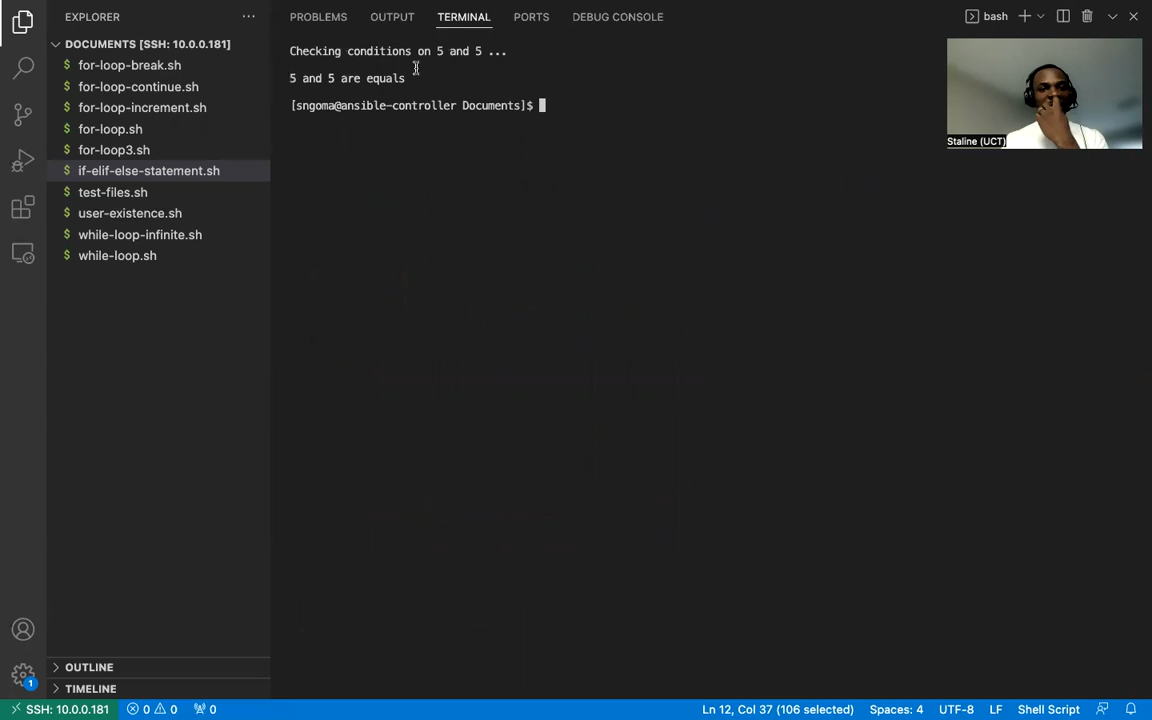 EXPLORER
DOCUMENTS [SSH: 10.0.0.181]
$ for-loop-break.sh
$ for-loop-continue.sh
$ for-loop-increment.sh
$ for-loop.sh
$ for-loop3.sh
$ if-elif-else-statement.sh
$ test-files.sh
$ user-existence.sh
$ while-loop-infinite.sh
$ while-loop.sh
OUTLINE
TIMELINE
PROBLEMS OUTPUT TERMINAL PORTS DEBUG CONSOLE bash
Checking conditions on 5 and 5 ...
5 and 5 are equals
[sngoma@ansible-controller Documents]$
Staline (UCT)
1
SSH: 10.0.0.181 0 0 0 Ln 12, Col 37 (106 selected) Spaces: 4 UTF-8 LF Shell Script